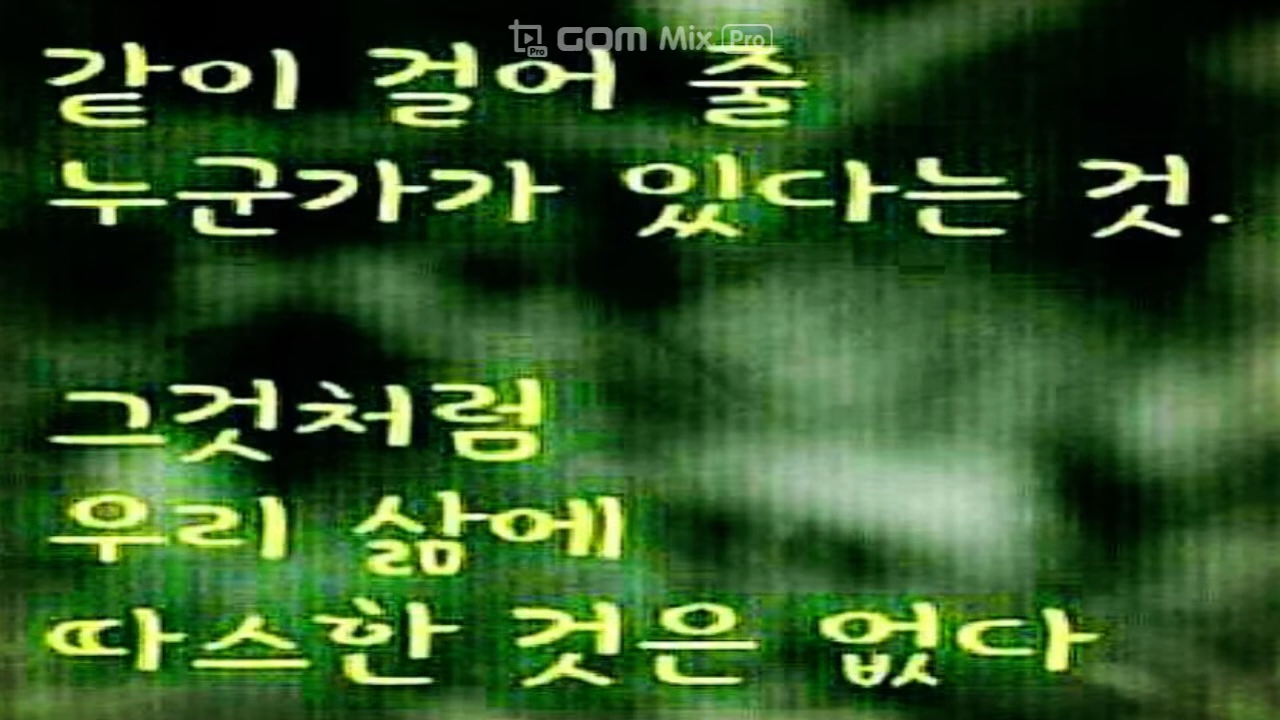 GOM Mix Pro
같이 걸어 줄
누군가가 있다는 것.
그것처럼
우리 삶에
따스한 것은 없다